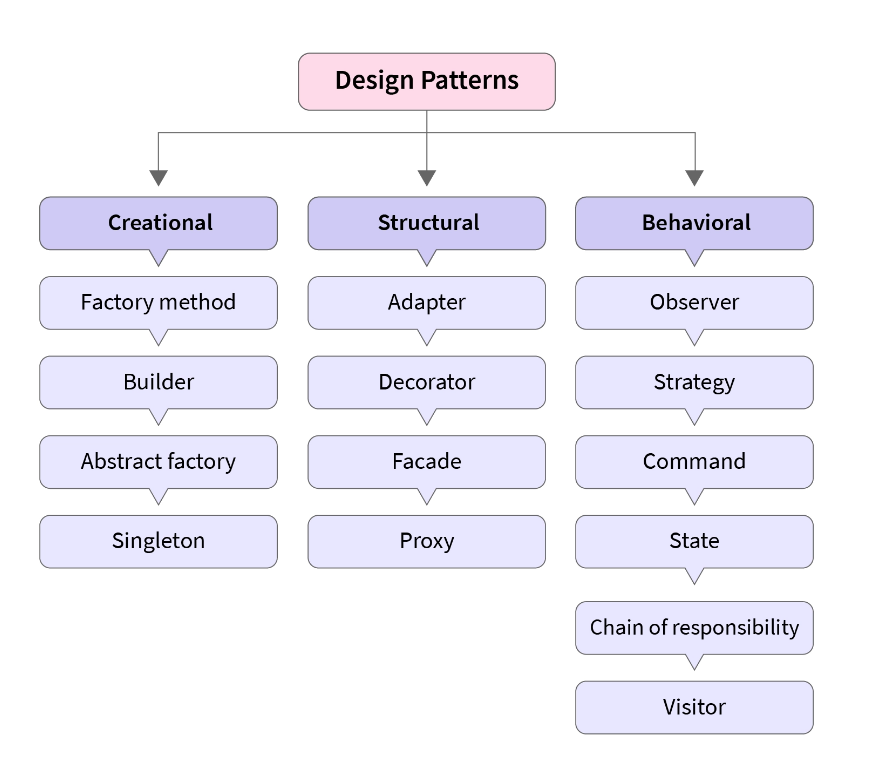 Design Patterns
Creational
Factory method
Builder
Abstract factory
Singleton
Structural
Adapter
Decorator
Facade
Proxy
Behavioral
Observer
Strategy
Command
State
Chain of responsibility
Visitor